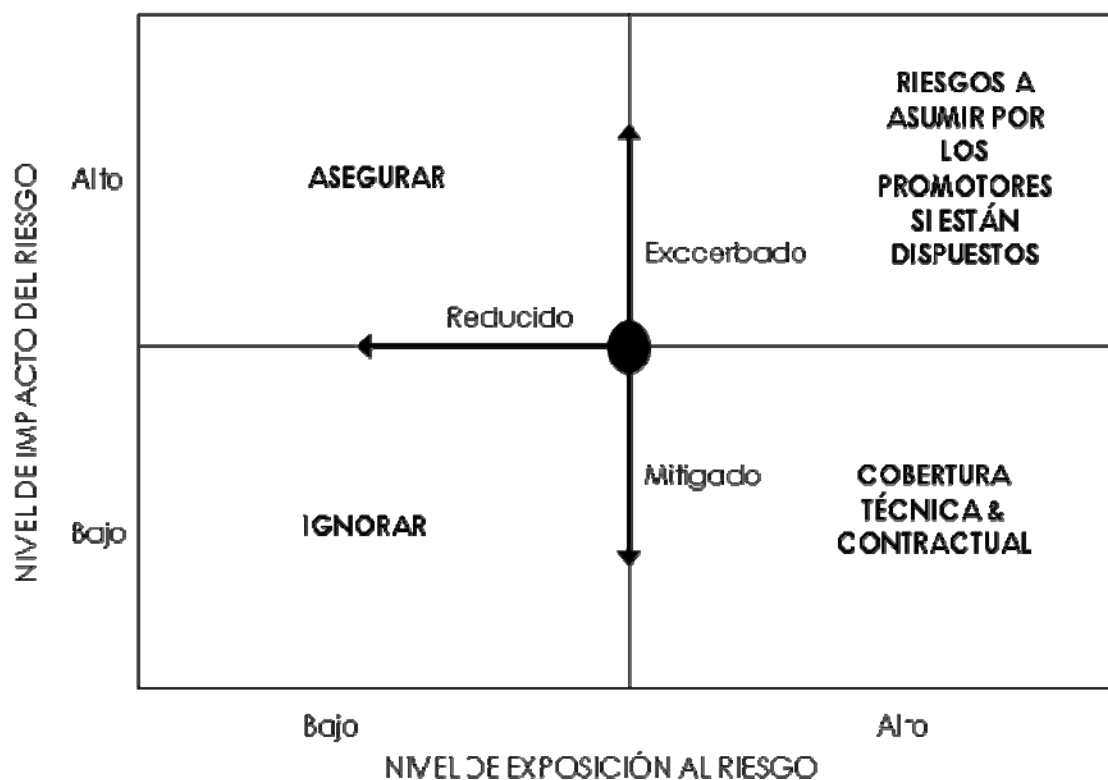 NIVEL DE IMPACTO DEL RIESGO
Alto
Bajo
ASEGURAR
RIESGOS A
ASUMIR POR
LOS
PROMOTORES
SI ESTÁN
DISPUESTOS
Exccerbado
Reducido
Mitigado
IGNORAR
COBERTURA
TÉCNICA &
CONTRACTUAL
Bajo
Alto
NIVEL DE EXPOSICIÓN AL RIESGO